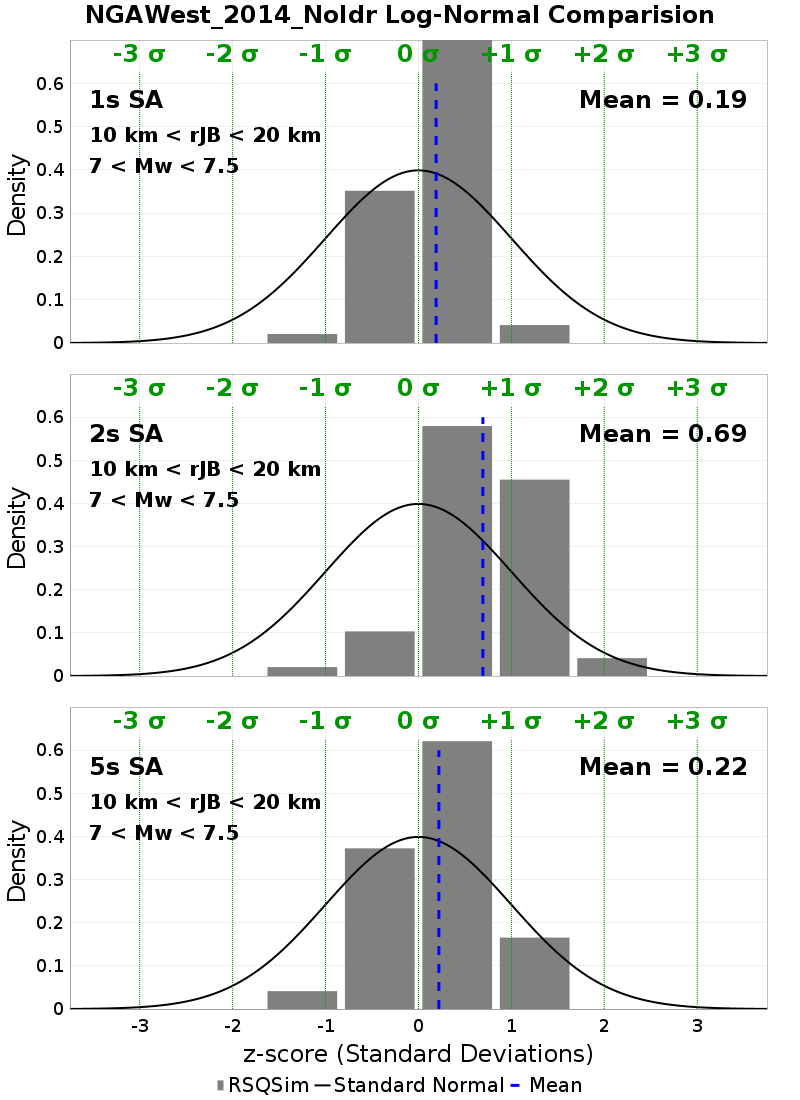 NGAWest_2014_NoIdr Log-Normal Comparision
-3 σ -2 σ -1 σ 0 σ +1 σ +2 σ +3 σ
0.6
1s SA Mean = 0.19
0.5
10 km < rJB < 20 km
7 < Mw < 7.5
0.4
0.3
0.2
0.1
0
Density
-3 σ -2 σ -1 σ 0 σ +1 σ +2 σ +3 σ
0.6
2s SA Mean = 0.69
0.5
10 km < rJB < 20 km
7 < Mw < 7.5
0.4
0.3
0.2
0.1
0
Density
-3 σ -2 σ -1 σ 0 σ +1 σ +2 σ +3 σ
0.6
5s SA Mean = 0.22
0.5
10 km < rJB < 20 km
7 < Mw < 7.5
0.4
0.3
0.2
0.1
0
Density
-3 -2 -1 0 1 2 3
z-score (Standard Deviations)
RSQSim Standard Normal Mean